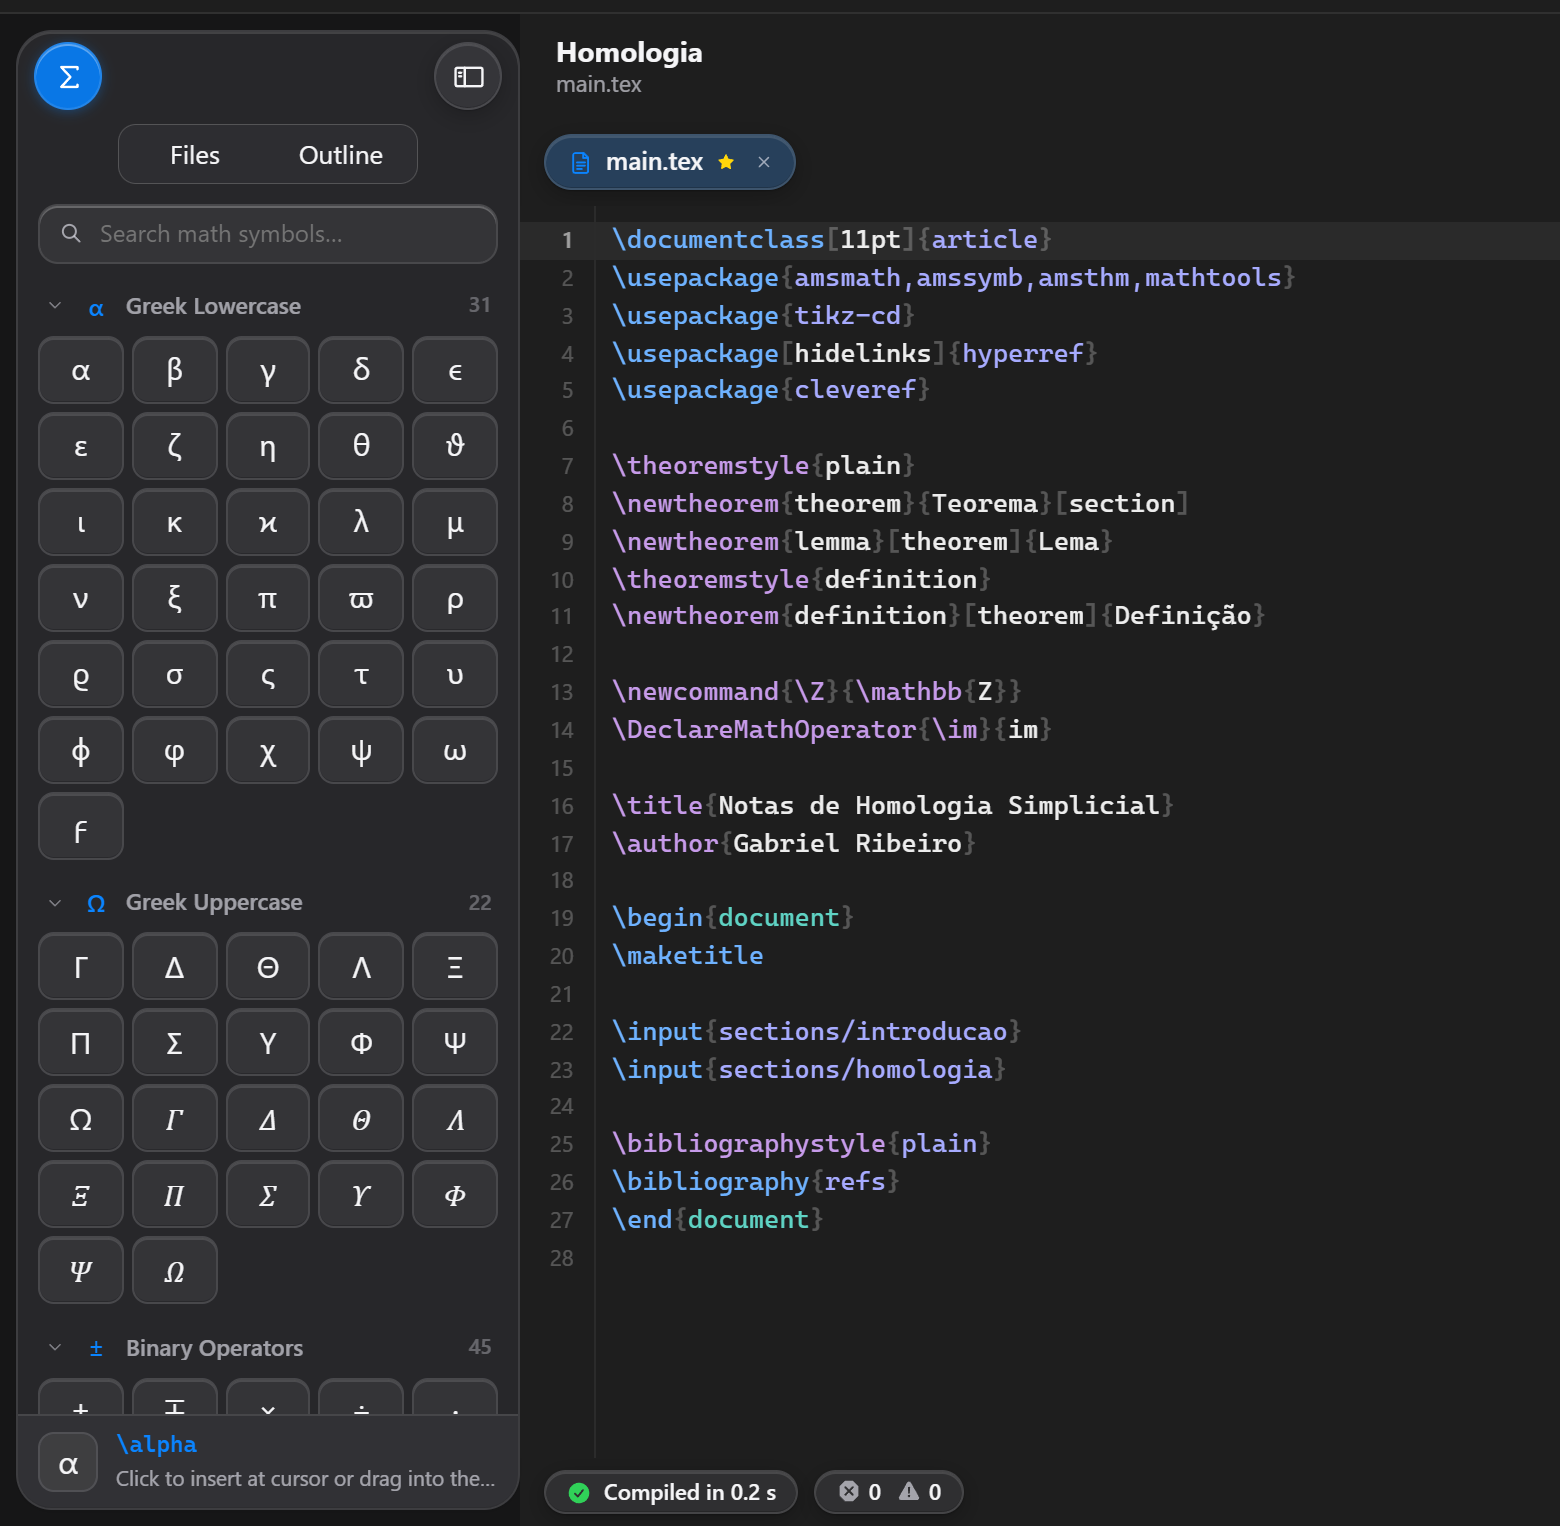 Σ
Files Outline
Search math symbols...
α Greek Lowercase 31
α β γ δ ϵ
ε ζ η θ ϑ
ι κ ϰ λ μ
ν ξ π ϖ ρ
ϱ σ ς τ υ
ϕ φ χ ψ ω
ϝ
Ω Greek Uppercase 22
Γ Δ Θ Λ Ξ
Π Σ Υ Φ Ψ
Ω 𝛤 𝛥 𝛩 𝛬
𝛯 𝛱 𝛴 𝛶 𝛷
𝛹 𝛺
± Binary Operators 45
α \alpha
Click to insert at cursor or drag into the...
Homologia
main.tex
main.tex
1 \documentclass[11pt]{article}
2 \usepackage{amsmath,amssymb,amsthm,mathtools}
3 \usepackage{tikz-cd}
4 \usepackage[hidelinks]{hyperref}
5 \usepackage{cleveref}
6
7 \theoremstyle{plain}
8 \newtheorem{theorem}{Teorema}[section]
9 \newtheorem{lemma}[theorem]{Lema}
10 \theoremstyle{definition}
11 \newtheorem{definition}[theorem]{Definição}
12
13 \newcommand{\Z}{\mathbb{Z}}
14 \DeclareMathOperator{\im}{im}
15
16 \title{Notas de Homologia Simplicial}
17 \author{Gabriel Ribeiro}
18
19 \begin{document}
20 \maketitle
21
22 \input{sections/introducao}
23 \input{sections/homologia}
24
25 \bibliographystyle{plain}
26 \bibliography{refs}
27 \end{document}
28
Compiled in 0.2 s
0 0